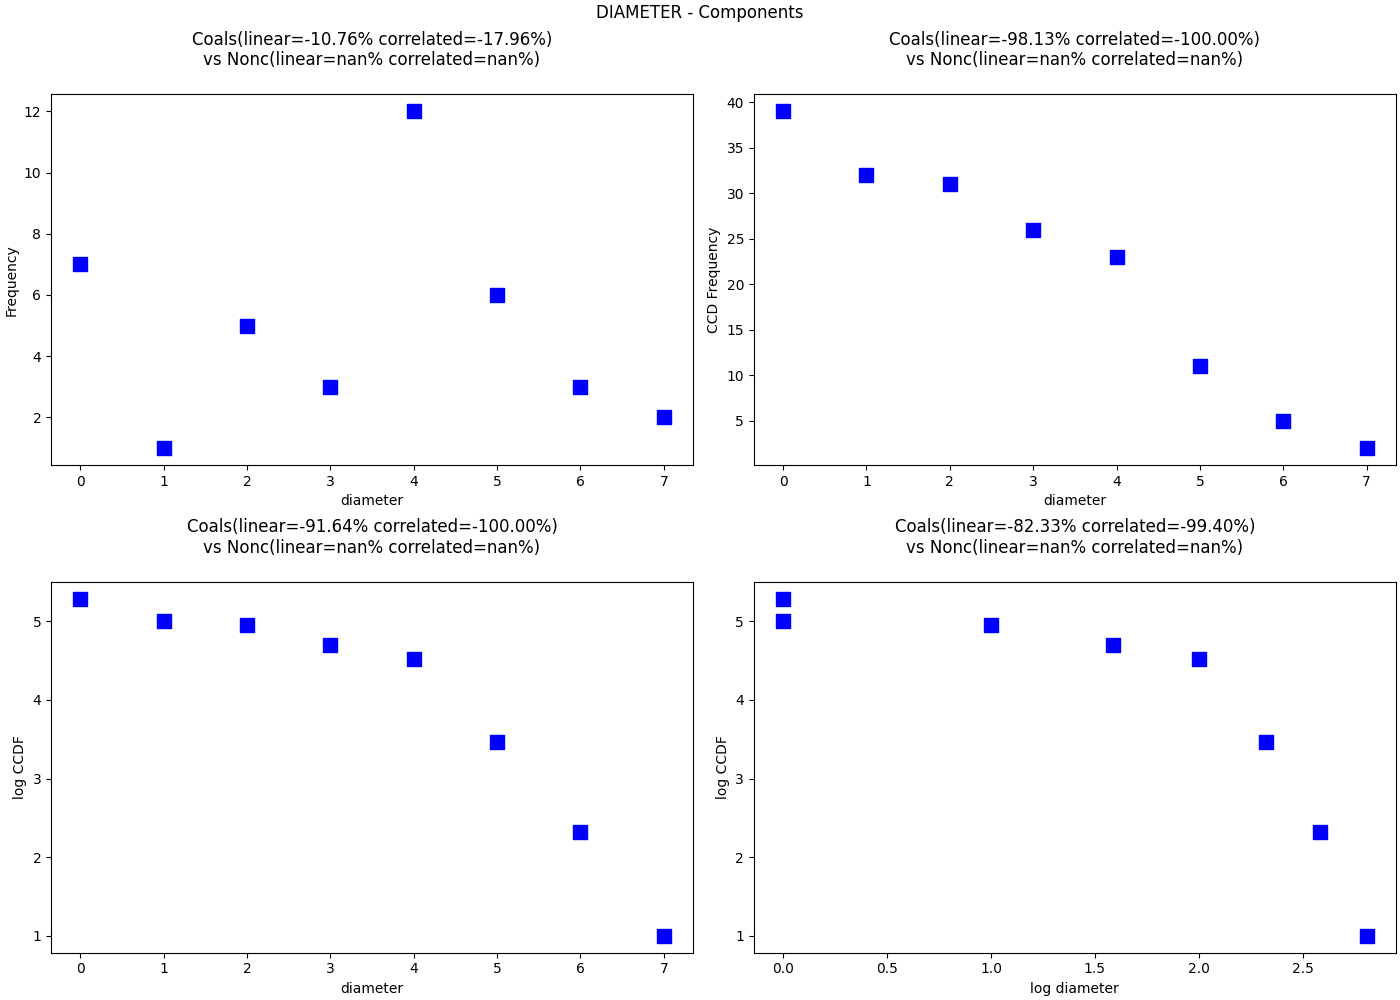 DIAMETER - Components
Coals(linear=-10.76% correlated=-17.96%)
vs Nonc(linear=nan% correlated=nan%)
12
10
8
6
4
2
Frequency
0 1 2 3 4 5 6 7
diameter
Coals(linear=-98.13% correlated=-100.00%)
vs Nonc(linear=nan% correlated=nan%)
40
35
30
25
20
15
10
5
CCD Frequency
0 1 2 3 4 5 6 7
diameter
Coals(linear=-91.64% correlated=-100.00%)
vs Nonc(linear=nan% correlated=nan%)
5
4
3
2
1
log CCDF
0 1 2 3 4 5 6 7
diameter
Coals(linear=-82.33% correlated=-99.40%)
vs Nonc(linear=nan% correlated=nan%)
5
4
3
2
1
log CCDF
0.0 0.5 1.0 1.5 2.0 2.5
log diameter